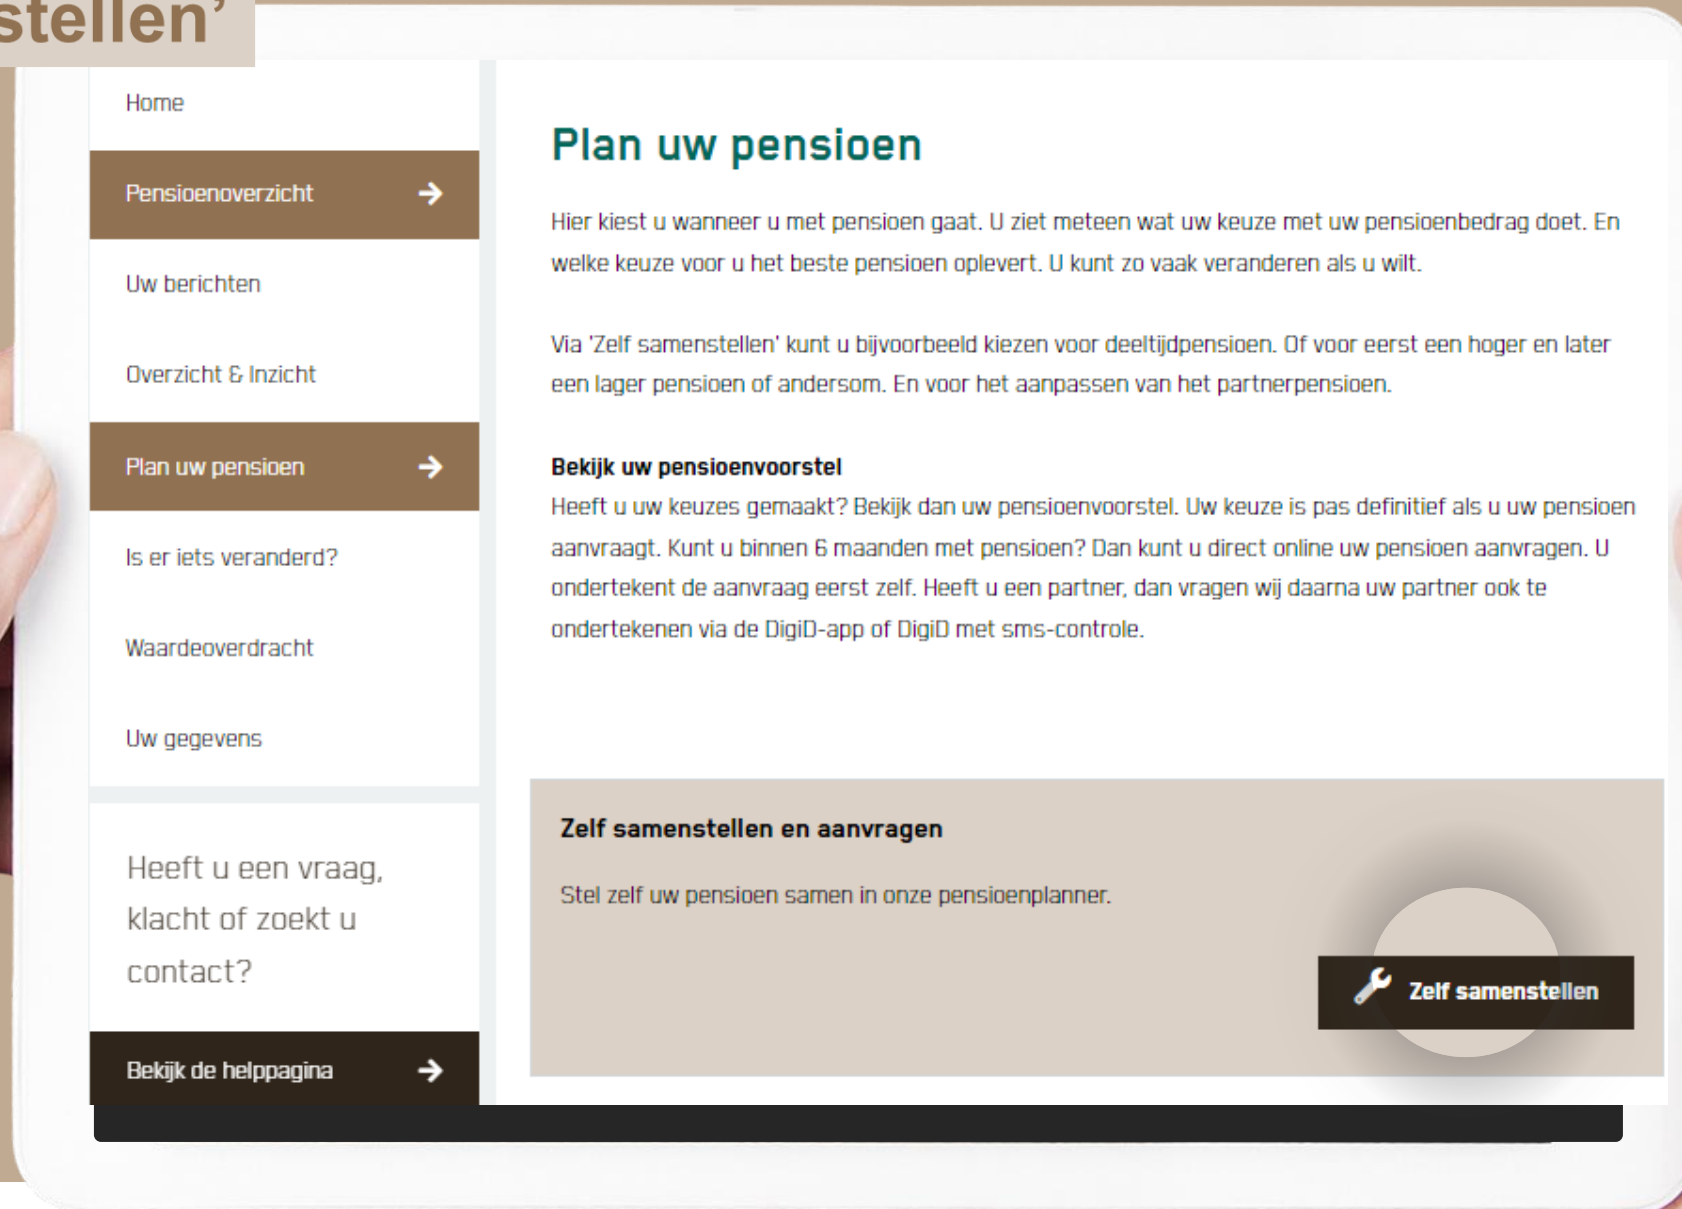 stellen’
Home
Pensioenoverzicht
Uw berichten
Overzicht & Inzicht
Plan uw pensioen
Is er iets veranderd?
Waardeoverdracht
Uw gegevens
Heeft u een vraag,
klacht of zoekt u
contact?
Bekijk de helppagina
Plan uw pensioen
Hier kiest u wanneer u met pensioen gaat. U ziet meteen wat uw keuze met uw pensioenbedrag doet. En
welke keuze voor u het beste pensioen oplevert. U kunt zo vaak veranderen als u wilt.
Via 'Zelf samenstellen' kunt u bijvoorbeeld kiezen voor deeltijdpensioen. Of voor eerst een hoger en later
een lager pensioen of andersom. En voor het aanpassen van het partnerpensioen.
Bekijk uw pensioenvoorstel
Heeft u uw keuzes gemaakt? Bekijk dan uw pensioenvoorstel. Uw keuze is pas definitief als u uw pensioen
aanvraagt. Kunt u binnen 6 maanden met pensioen? Dan kunt u direct online uw pensioen aanvragen. U
ondertekent de aanvraag eerst zelf. Heeft u een partner, dan vragen wij daarna uw partner ook te
ondertekenen via de DigiD-app of DigiD met sms-controle.
Zelf samenstellen en aanvragen
Stel zelf uw pensioen samen in onze pensioenplanner.
Zelf samenstellen